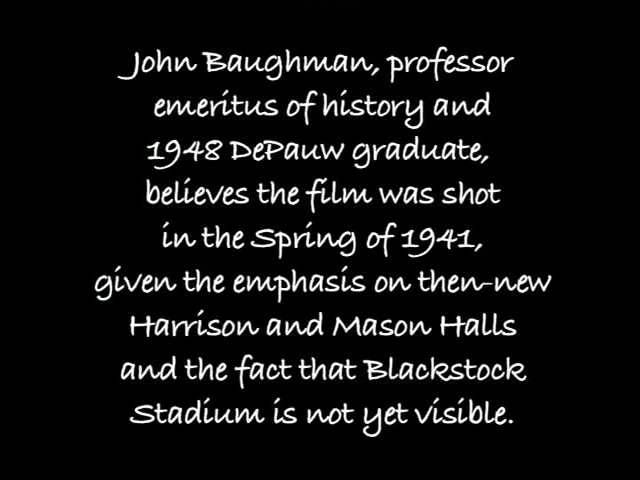 John Baughman, professor
emeritus of history and
1948 DePauw graduate,
believes the film was shot
in the Spring of 1941,
given the emphasis on then-new
Harrison and Mason Halls
and the fact that Blackstock
Stadium is not yet visible.